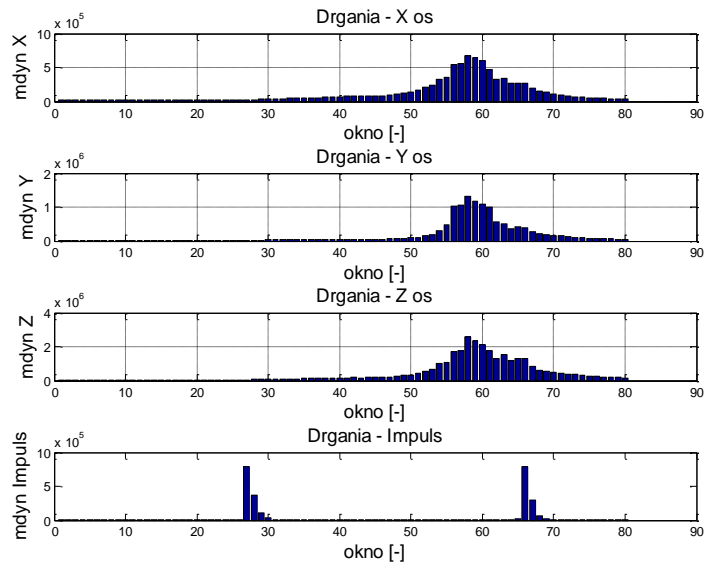 Drgania - X os
x 10^5
10
5
0
mdyn X
0 10 20 30 40 50 60 70 80 90
okno [-]
Drgania - Y os
x 10^6
2
1
0
mdyn Y
0 10 20 30 40 50 60 70 80 90
okno [-]
Drgania - Z os
x 10^6
4
2
0
mdyn Z
0 10 20 30 40 50 60 70 80 90
okno [-]
Drgania - Impuls
x 10^5
10
5
0
mdyn Impuls
0 10 20 30 40 50 60 70 80 90
okno [-]